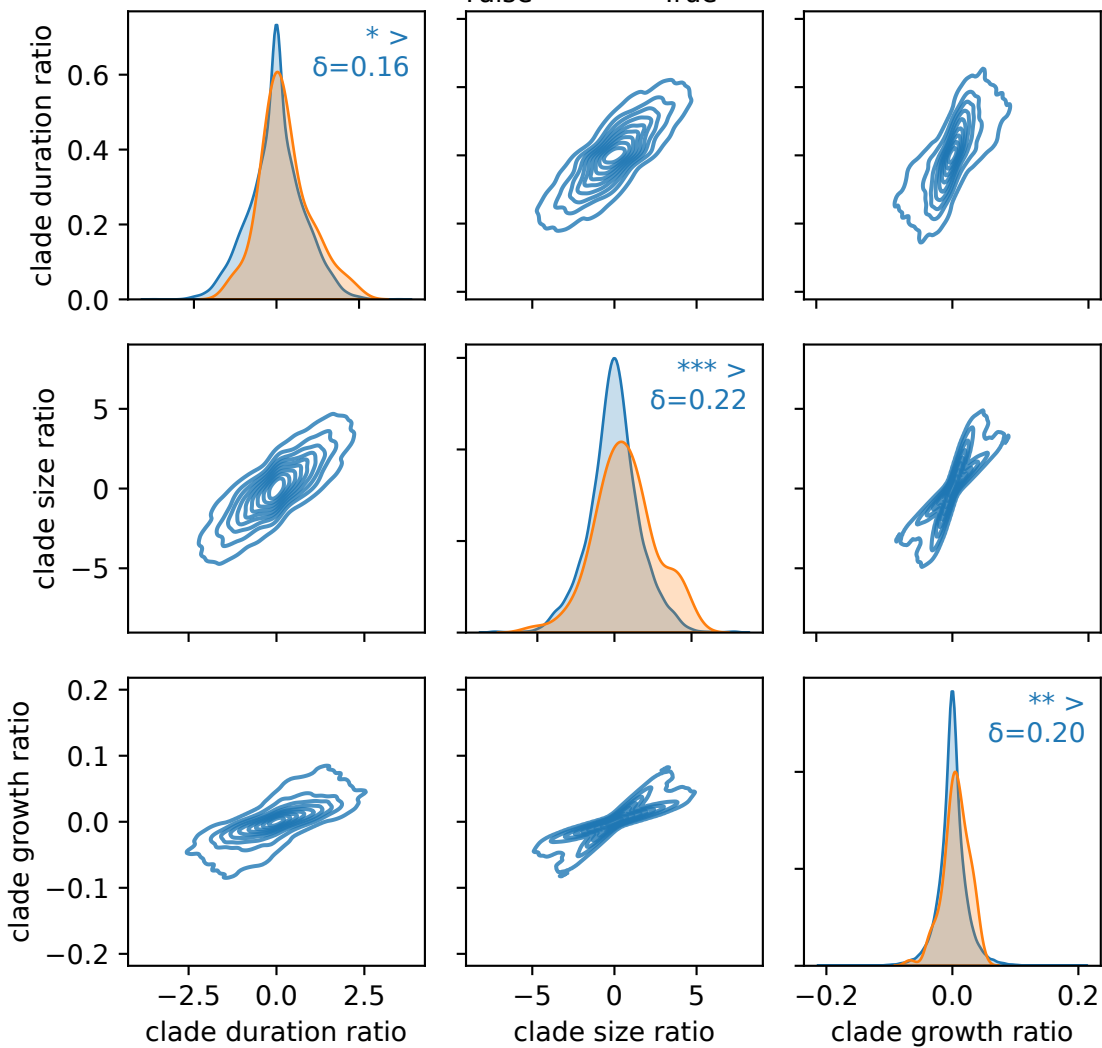 False True
clade duration ratio
0.6
0.4
0.2
0.0
* >
δ=0.16
clade size ratio
5
0
−5
*** >
δ=0.22
clade growth ratio
0.2
0.1
0.0
−0.1
−0.2
** >
δ=0.20
−2.5 0.0 2.5
−5 0 5
−0.2 0.0 0.2
clade duration ratio
clade size ratio
clade growth ratio